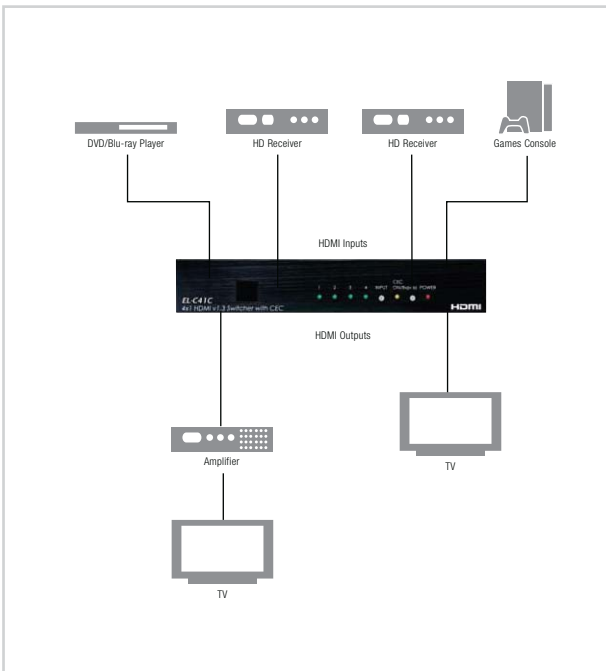 DVD/Blu-ray Player
HD Receiver
HD Receiver
Games Console
HDMI Inputs
EL-C41C
4x1 HDMI v1.3 Switcher with CEC
1 2 3 4 INPUT CEC POWER
HDMI
HDMI Outputs
Amplifier
TV
TV